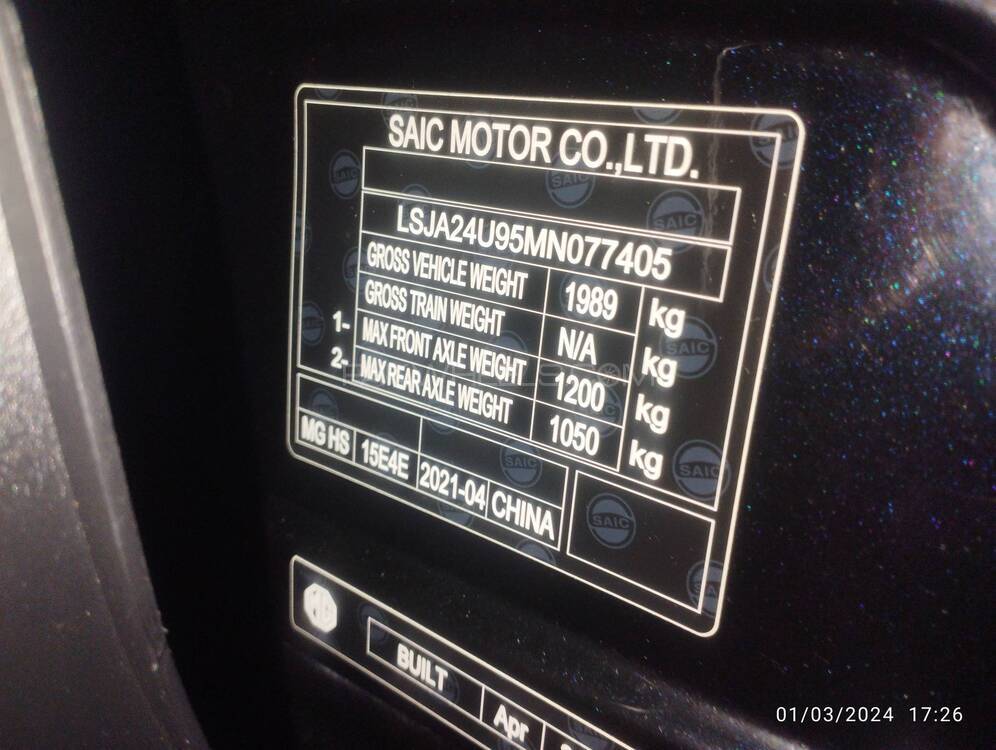 SAIC MOTOR CO.,LTD.
LSJA24U95MN077405
GROSS VEHICLE WEIGHT 1989 kg
GROSS TRAIN WEIGHT N/A kg
1- MAX FRONT AXLE WEIGHT 1200 kg
2- MAX REAR AXLE WEIGHT 1050 kg
MG HS 15E4E 2021-04 CHINA
SAIC
MG
BUILT Apr
01/03/2024 17:26